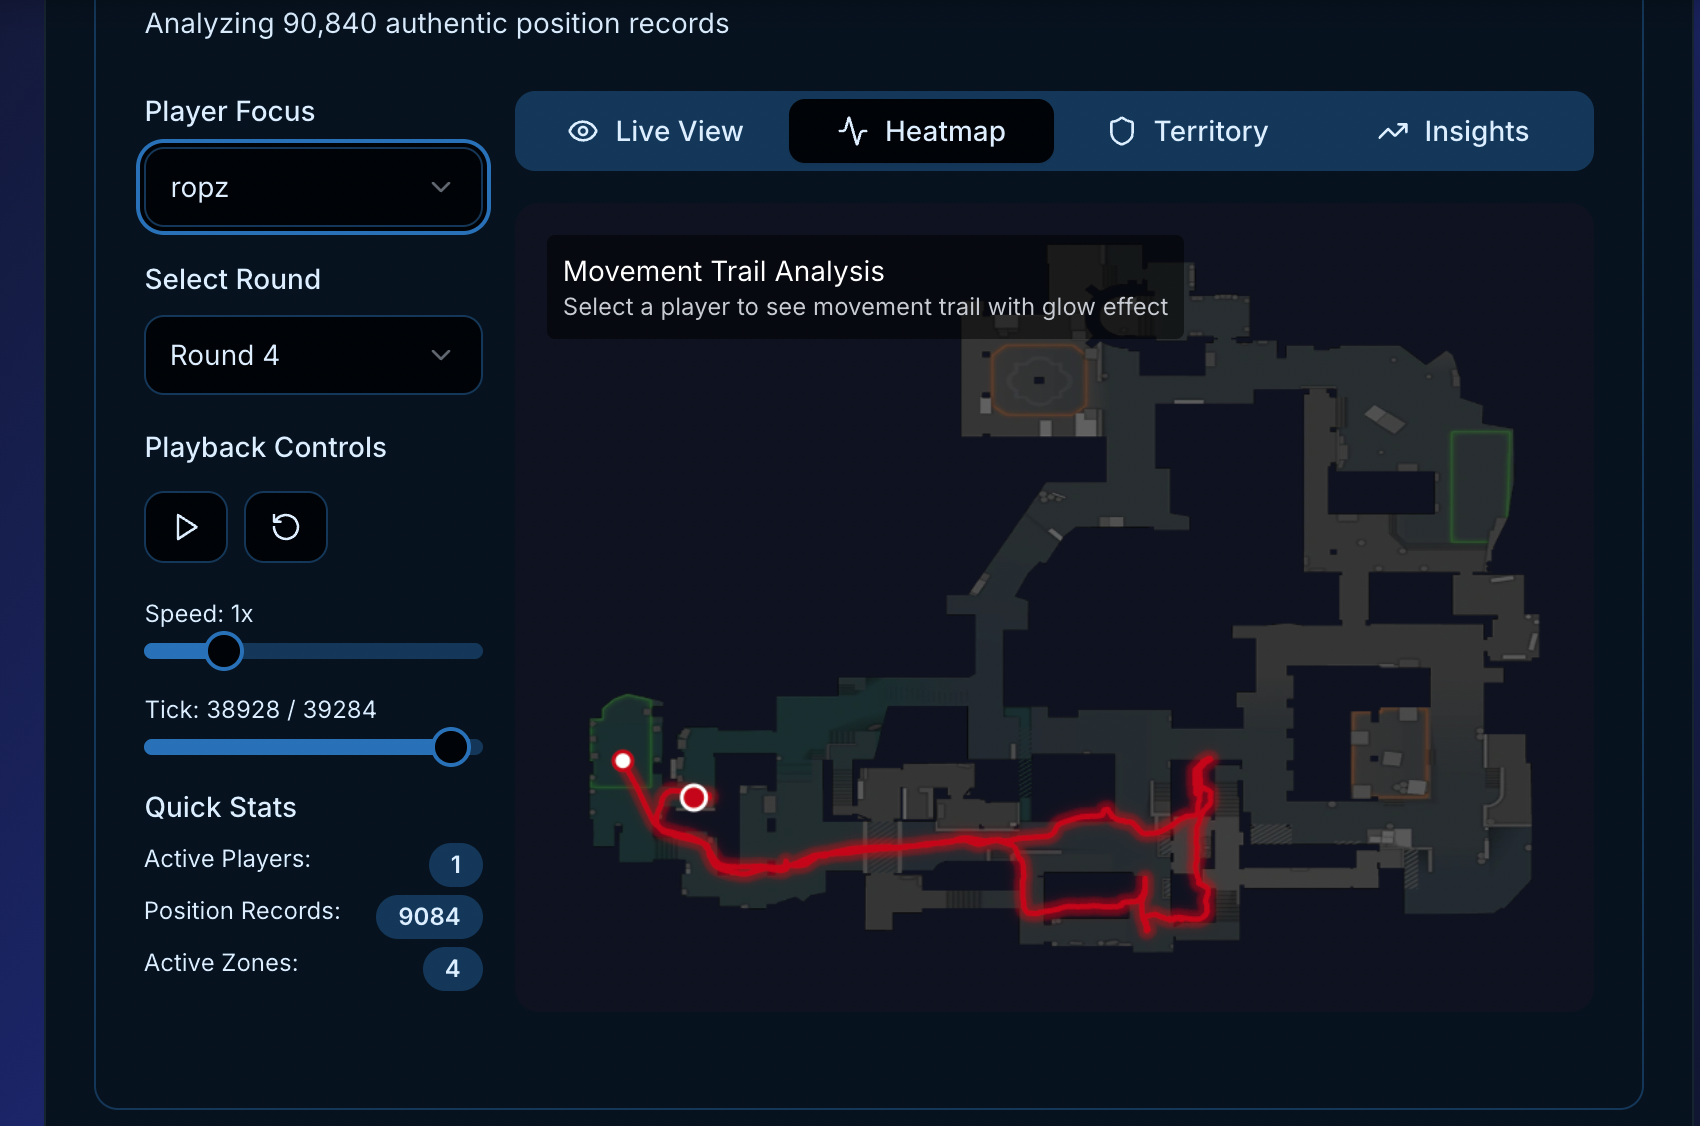 Analyzing 90,840 authentic position records
Player Focus
ropz
Select Round
Round 4
Playback Controls
Speed: 1x
Tick: 38928 / 39284
Quick Stats
Active Players: 1
Position Records: 9084
Active Zones: 4
Live View Heatmap Territory Insights
Movement Trail Analysis
Select a player to see movement trail with glow effect